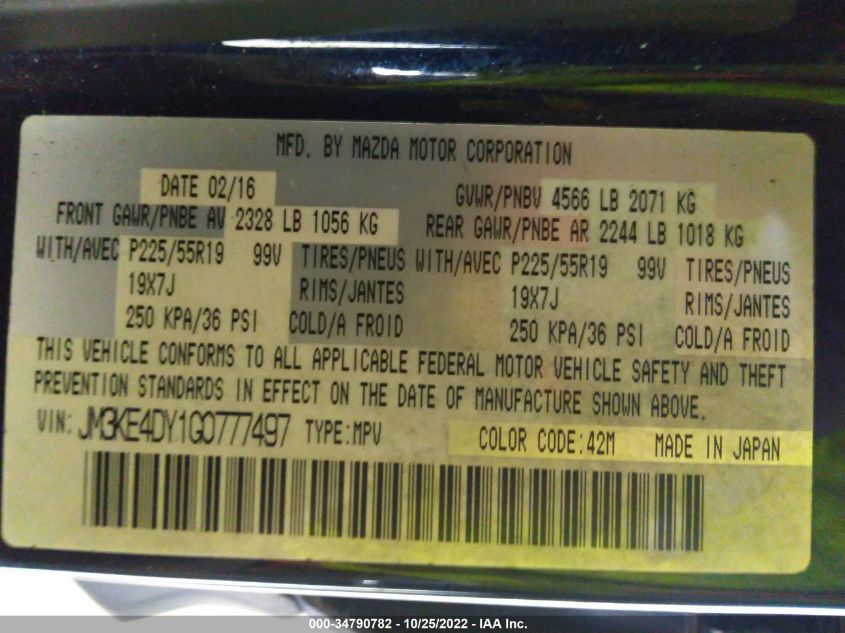 MFD. BY MAZDA MOTOR CORPORATION
DATE 02/16 GVWR/PNBV 4566 LB 2071 KG
FRONT GAWR/PNBE AV 2328 LB 1056 KG REAR GAWR/PNBE AR 2244 LB 1018 KG
WITH/AVEC P225/55R19 99V TIRES/PNEUS WITH/AVEC P225/55R19 99V TIRES/PNEUS
19X7J RIMS/JANTES 19X7J RIMS/JANTES
250 KPA/36 PSI COLD/A FROID 250 KPA/36 PSI COLD/A FROID
THIS VEHICLE CONFORMS TO ALL APPLICABLE FEDERAL MOTOR VEHICLE SAFETY AND THEFT
PREVENTION STANDARDS IN EFFECT ON THE DATE OF MANUFACTURE SHOWN ABOVE.
VIN: JM3KE4DY1G0777497 TYPE:MPV COLOR CODE:42M MADE IN JAPAN
000-34790782 - 10/25/2022 - IAA Inc.